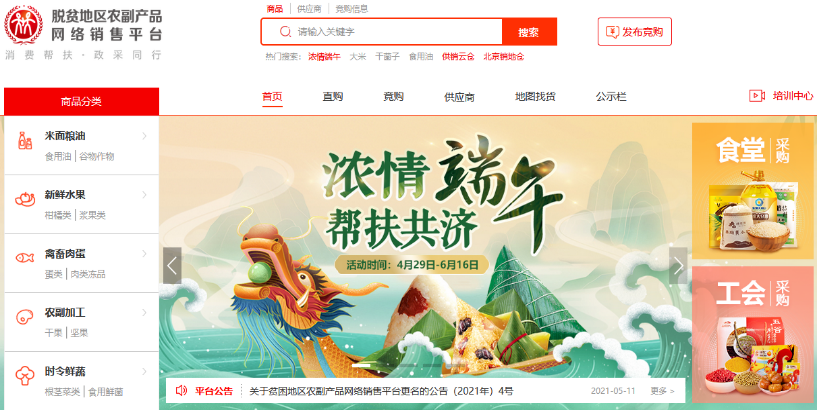 脱贫地区农副产品
网络销售平台
消费帮扶·政采同行
商品 供应商 竞购信息
请输入关键字 搜索
发布竞购
热门搜索: 浓情端午 大米 干菌子 食用油 供销云仓 北京销地仓
商品分类
首页 直购 竞购 供应商 地图找货 公示栏 培训中心
米面粮油
食用油 | 谷物作物
新鲜水果
柑橘类 | 浆果类
禽畜肉蛋
蛋类 | 肉类冻品
农副加工
干果 | 坚果
时令鲜蔬
根茎菜类 | 食用鲜菌
浓情端午
帮扶共济
活动时间：4月29日-6月16日
食堂 采购
工会 采购
平台公告 关于贫困地区农副产品网络销售平台更名的公告（2021年）4号 2021-05-11 更多 >